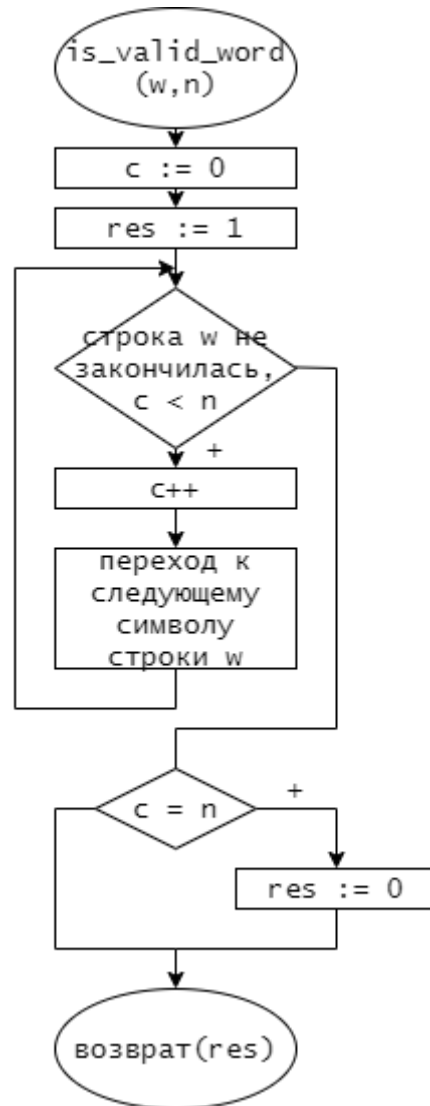 is_valid_word
(w,n)
c := 0
res := 1
строка w не
закончилась,
c < n
+
c++
переход к
следующему
символу
строки w
c = n
+
res := 0
возврат(res)